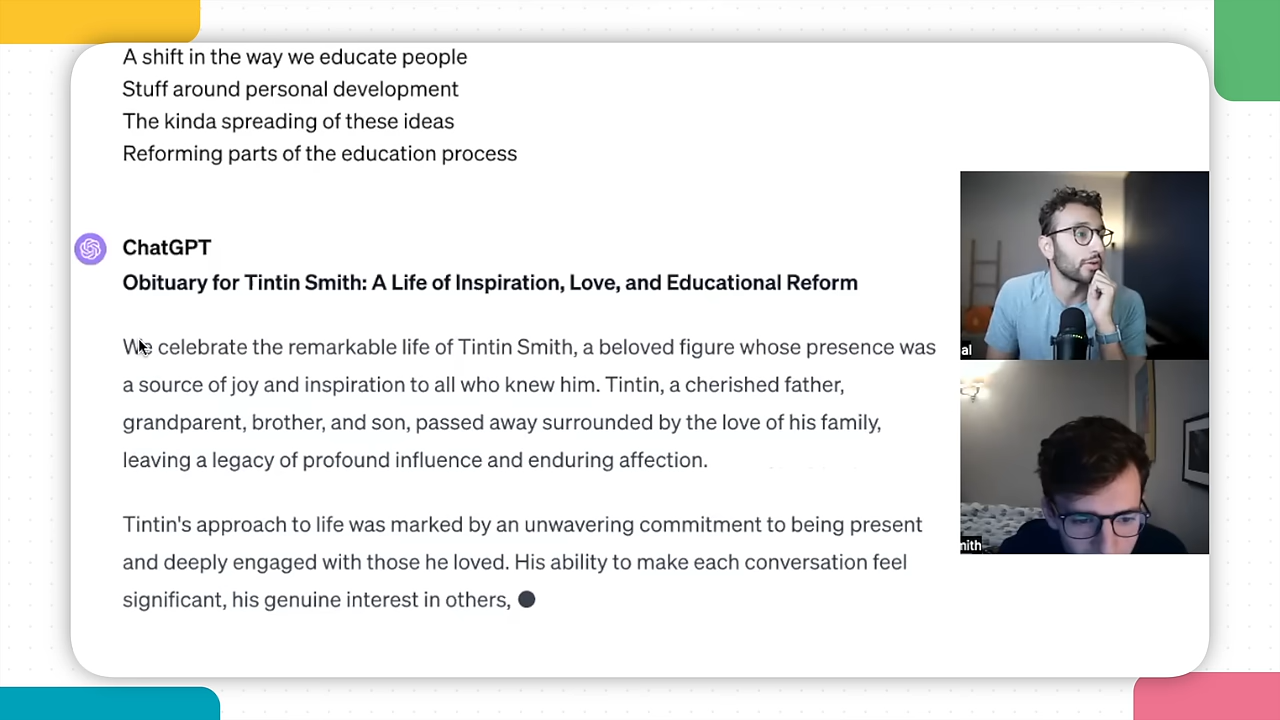 A shift in the way we educate people
Stuff around personal development
The kinda spreading of these ideas
Reforming parts of the education process
ChatGPT
Obituary for Tintin Smith: A Life of Inspiration, Love, and Educational Reform
We celebrate the remarkable life of Tintin Smith, a beloved figure whose presence was
a source of joy and inspiration to all who knew him. Tintin, a cherished father,
grandparent, brother, and son, passed away surrounded by the love of his family,
leaving a legacy of profound influence and enduring affection.
Tintin's approach to life was marked by an unwavering commitment to being present
and deeply engaged with those he loved. His ability to make each conversation feel
significant, his genuine interest in others,
al
mith